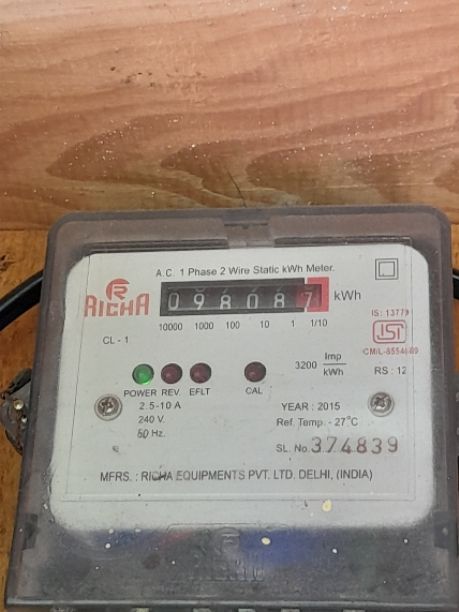 A.C. 1 Phase 2 Wire Static kWh Meter.
R
RICHA
098087 kWh
10000 1000 100 10 1 1/10
IS: 13779
ISI
CL - 1
3200 Imp/kWh
RS : 12
POWER REV. EFLT CAL
2.5-10 A
240 V.
50 Hz.
YEAR : 2015
Ref. Temp. - 27°C
SL. No. 374839
MFRS. : RICHA EQUIPMENTS PVT. LTD. DELHI, (INDIA)